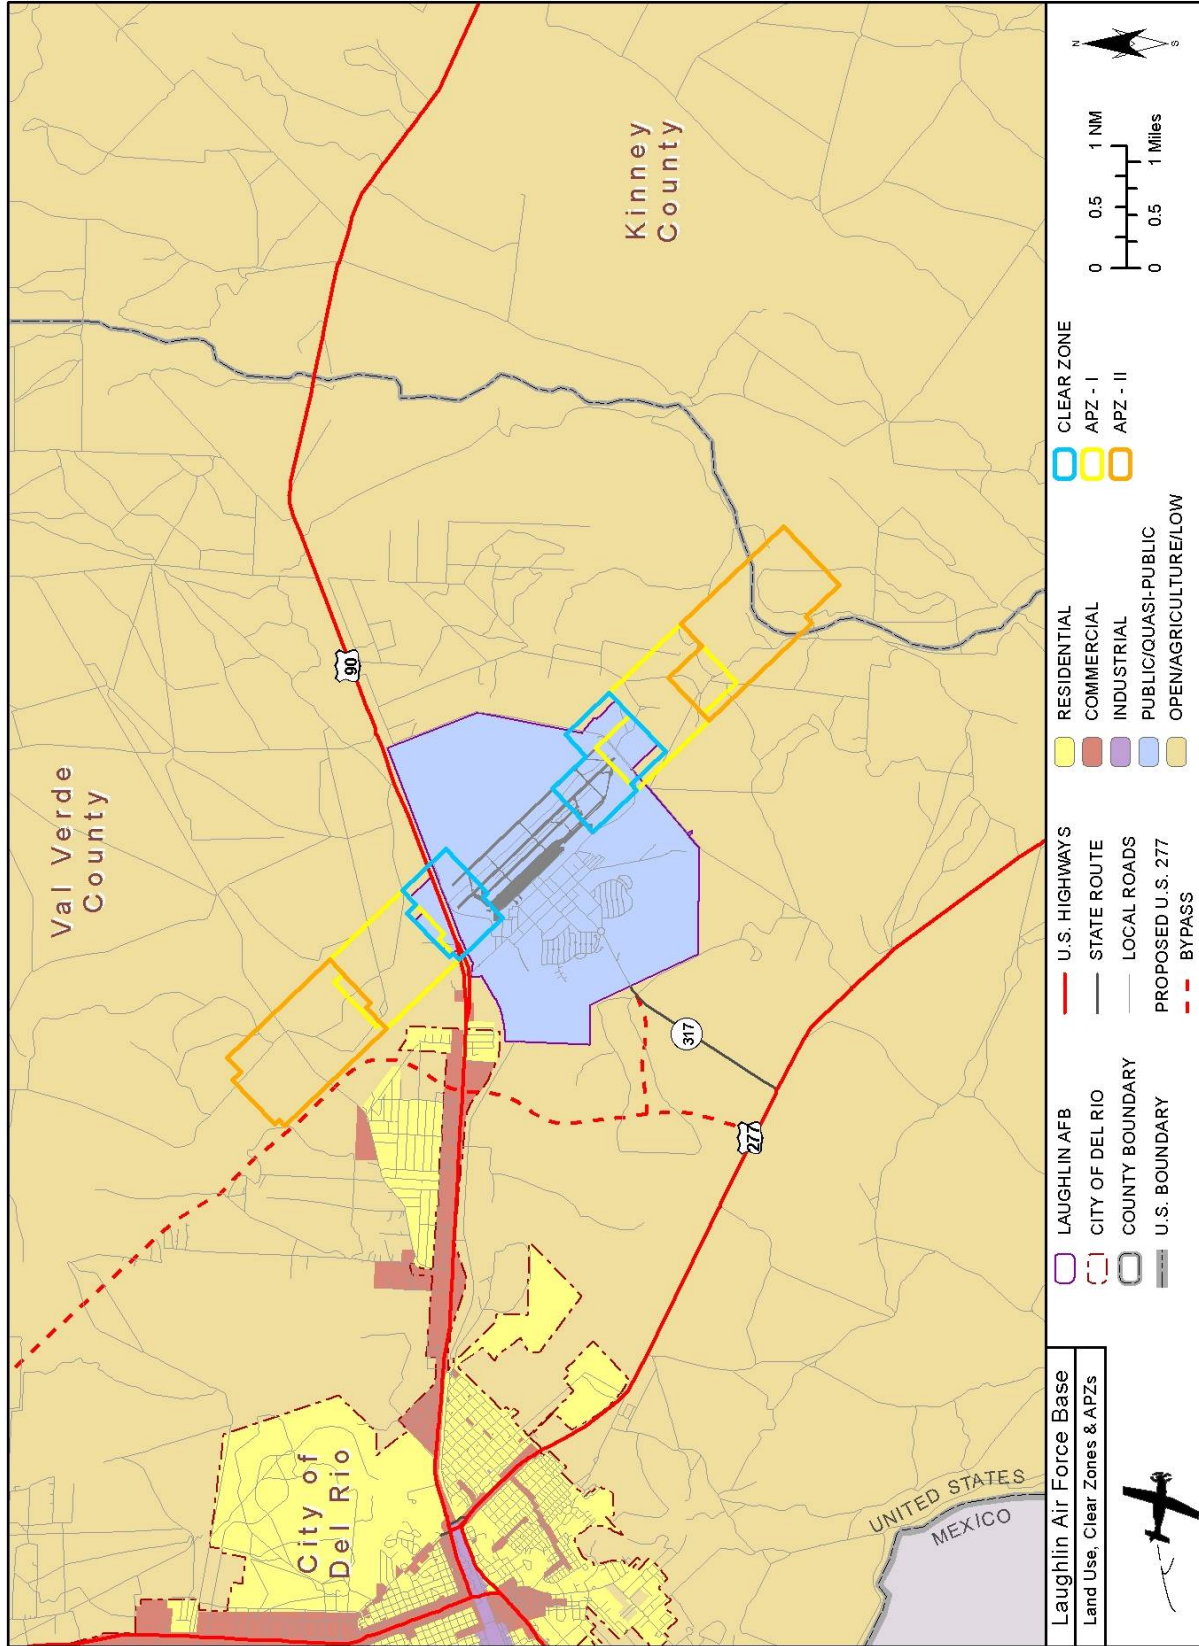 Val Verde
County
Kinney
County
City of
Del Rio
90
317
277
UNITED STATES
MEXICO
Laughlin Air Force Base
Land Use, Clear Zones & APZs
LAUGHLIN AFB
CITY OF DEL RIO
COUNTY BOUNDARY
U.S. BOUNDARY
U.S. HIGHWAYS
STATE ROUTE
LOCAL ROADS
PROPOSED U.S. 277
BYPASS
RESIDENTIAL
COMMERCIAL
INDUSTRIAL
PUBLIC/QUASI-PUBLIC
OPEN/AGRICULTURE/LOW
CLEAR ZONE
APZ - I
APZ - II
0 0.5 1 NM
0 0.5 1 Miles
N
S